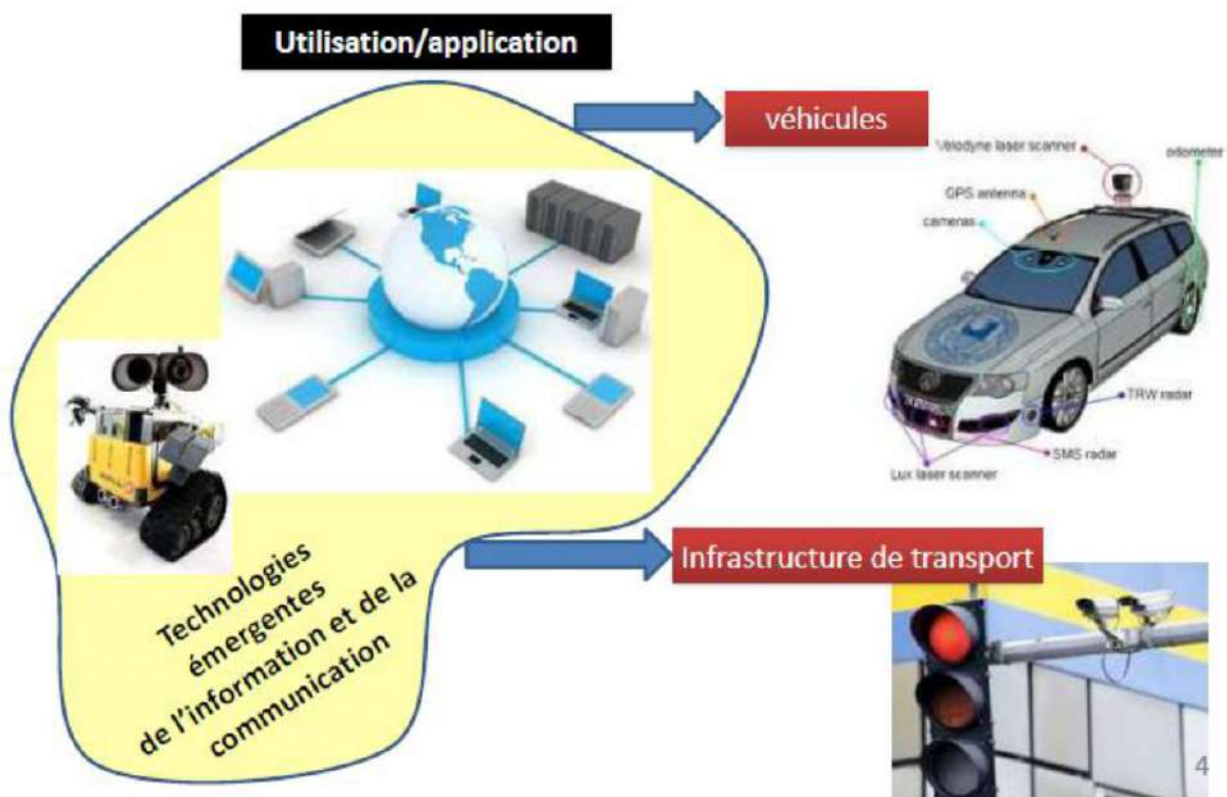 Utilisation/application
véhicules
Velodyne laser scanner
odometer
GPS antenna
cameras
TRW radar
SMS radar
Lux laser scanner
Infrastructure de transport
Technologies
émergentes
de l'information et de la
communication
4